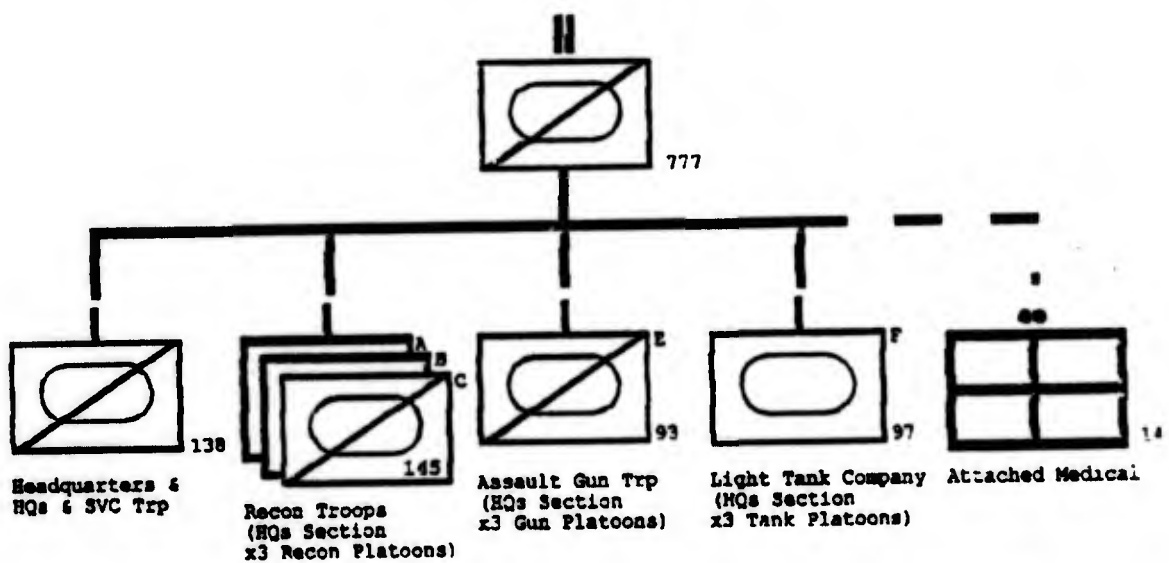 777
138
Headquarters &
HQs & SVC Trp
A
B
C
145
Recon Troops
(HQs Section
x3 Recon Platoons)
E
93
Assault Gun Trp
(HQs Section
x3 Gun Platoons)
F
97
Light Tank Company
(HQs Section
x3 Tank Platoons)
14
Attached Medical